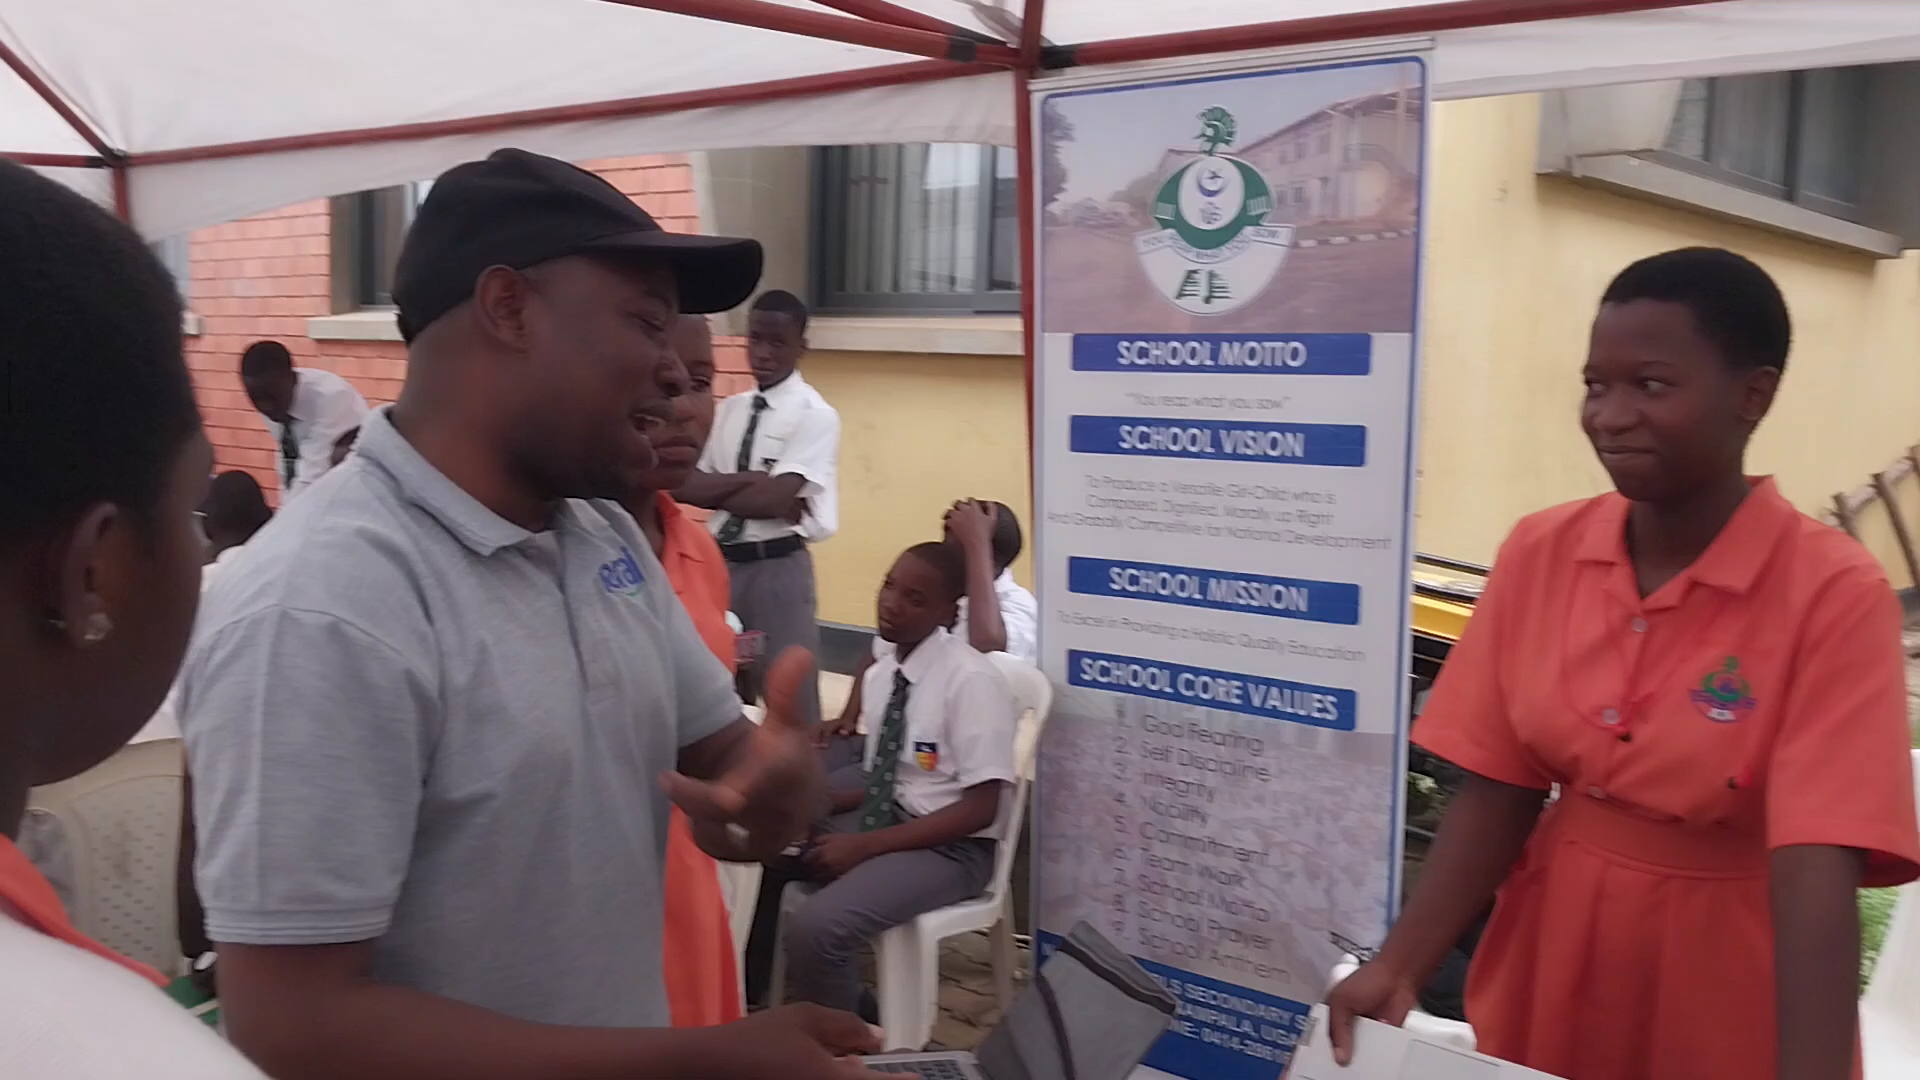 SCHOOL MOTTO
"You reap what you sow"
SCHOOL VISION
To Produce a Versatile Girl-Child who is
Composed, Dignified, Morally up Right
And Globally Competitive for National Development
SCHOOL MISSION
To Excel in Providing a Holistic Quality Education
SCHOOL CORE VALUES
1. God Fearing
2. Self Discipline
3. Integrity
4. Nobility
5. Commitment
6. Team Work
7. School Motto
8. School Prayer
9. School Anthem
LS SECONDARY S
KAMPALA, UGA